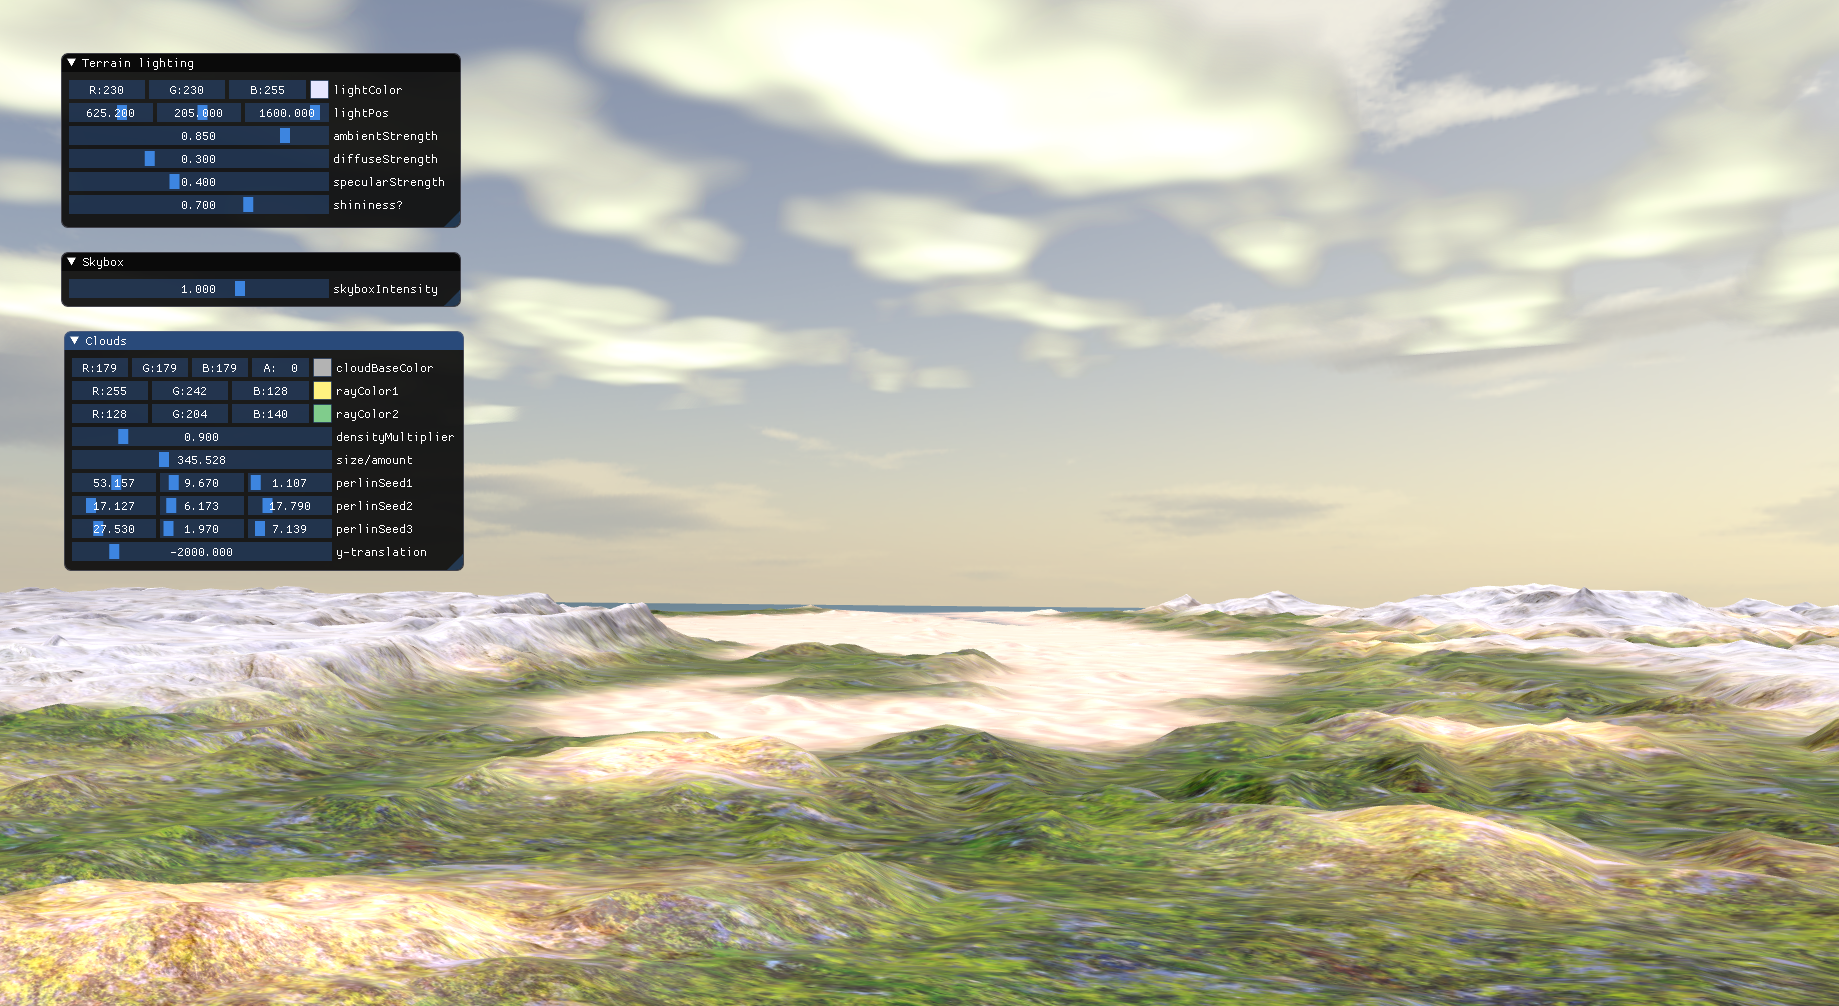 Terrain lighting
R:230 G:230 B:255 lightColor
625.200 205.000 1600.000 lightPos
0.850 ambientStrength
0.300 diffuseStrength
0.400 specularStrength
0.700 shininess?
Skybox
1.000 skyboxIntensity
Clouds
R:179 G:179 B:179 A: 0 cloudBaseColor
R:255 G:242 B:128 rayColor1
R:128 G:204 B:140 rayColor2
0.900 densityMultiplier
345.528 size/amount
53.157 9.670 1.107 perlinSeed1
17.127 6.173 17.790 perlinSeed2
27.530 1.970 7.139 perlinSeed3
-2000.000 y-translation